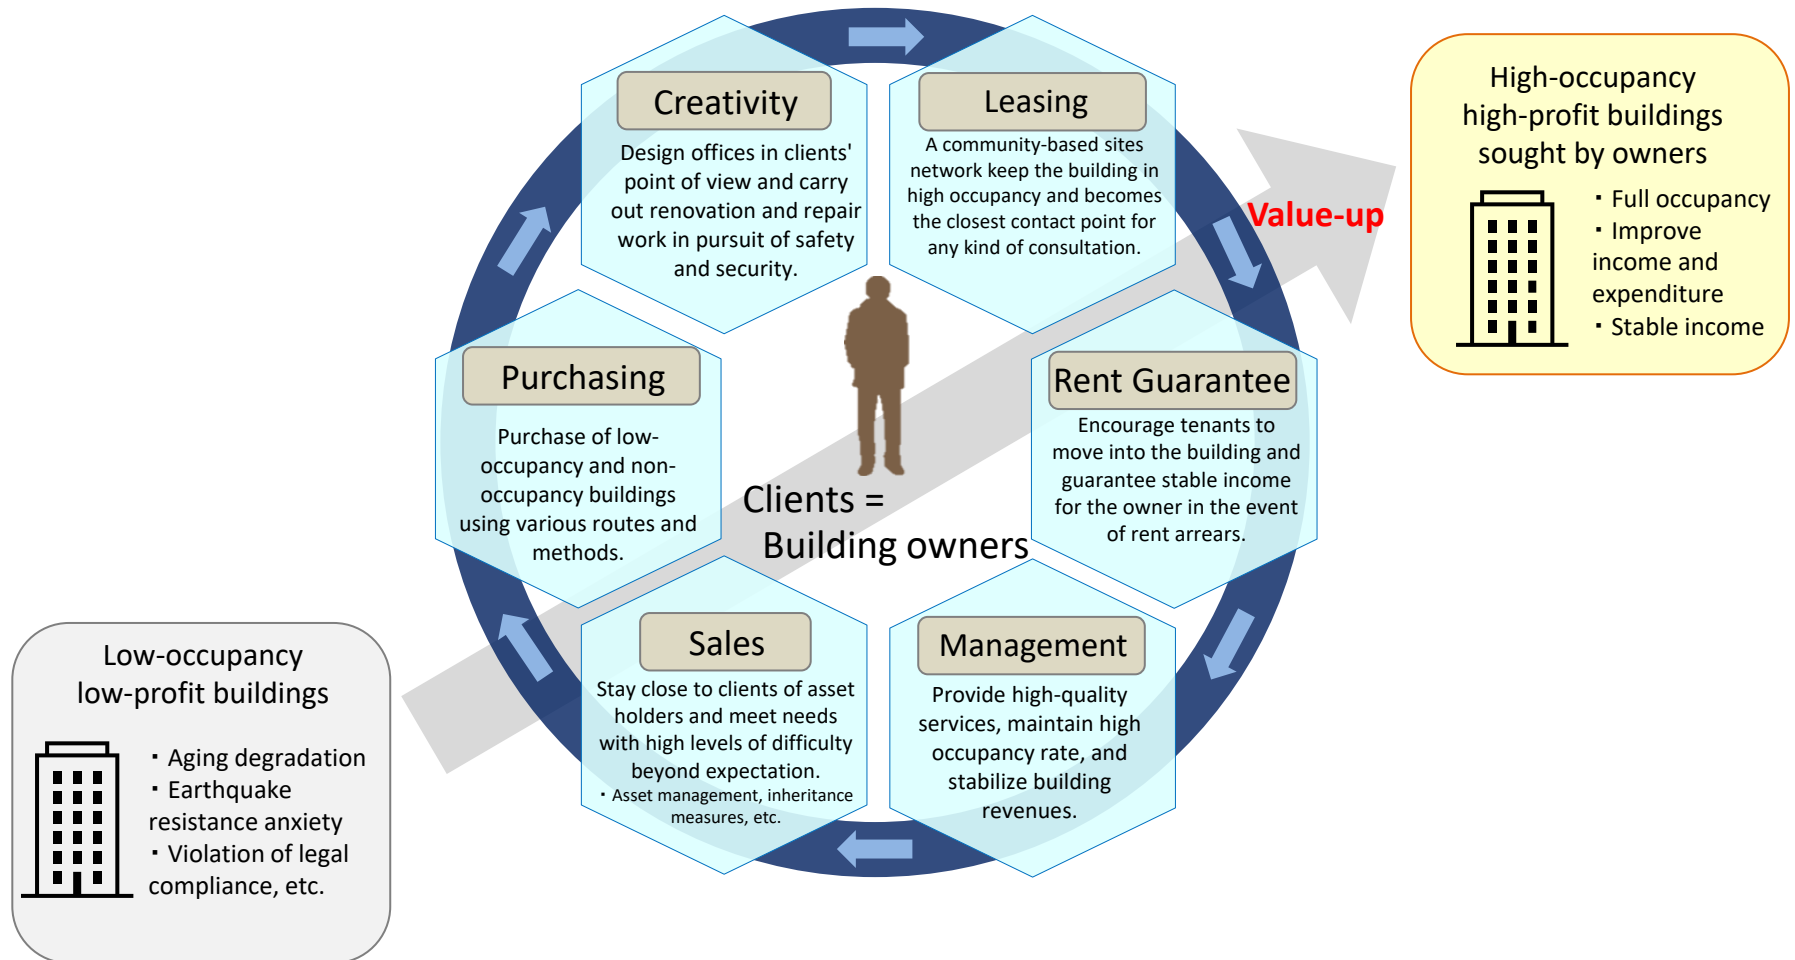 Creativity
Design offices in clients'
point of view and carry
out renovation and repair
work in pursuit of safety
and security.
Leasing
A community-based sites
network keep the building in
high occupancy and becomes
the closest contact point for
any kind of consultation.
Value-up
High-occupancy
high-profit buildings
sought by owners
・Full occupancy
・Improve
income and
expenditure
・Stable income
Purchasing
Purchase of low-
occupancy and non-
occupancy buildings
using various routes and
methods.
Rent Guarantee
Encourage tenants to
move into the building and
guarantee stable income
for the owner in the event
of rent arrears.
Clients =
Building owners
Sales
Stay close to clients of asset
holders and meet needs
with high levels of difficulty
beyond expectation.
・Asset management, inheritance
measures, etc.
Management
Provide high-quality
services, maintain high
occupancy rate, and
stabilize building
revenues.
Low-occupancy
low-profit buildings
・Aging degradation
・Earthquake
resistance anxiety
・Violation of legal
compliance, etc.